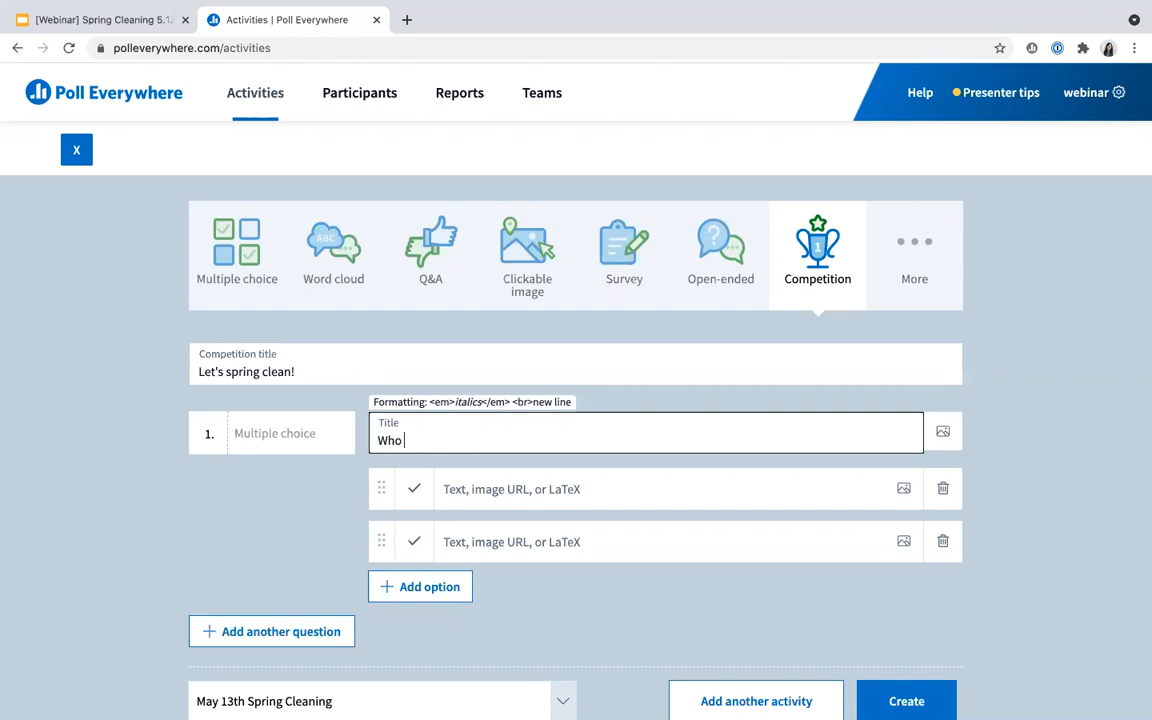 [Webinar] Spring Cleaning 5.1
Activities | Poll Everywhere
polleverywhere.com/activities
Poll Everywhere
Activities
Participants
Reports
Teams
Help
Presenter tips
webinar
X
Multiple choice
ABC
Word cloud
Q&A
Clickable
image
Survey
?
Open-ended
1
Competition
More
Competition title
Let's spring clean!
Formatting: <em>italics</em> <br>new line
1.
Multiple choice
Title
Who
Text, image URL, or LaTeX
Text, image URL, or LaTeX
Add option
Add another question
May 13th Spring Cleaning
Add another activity
Create